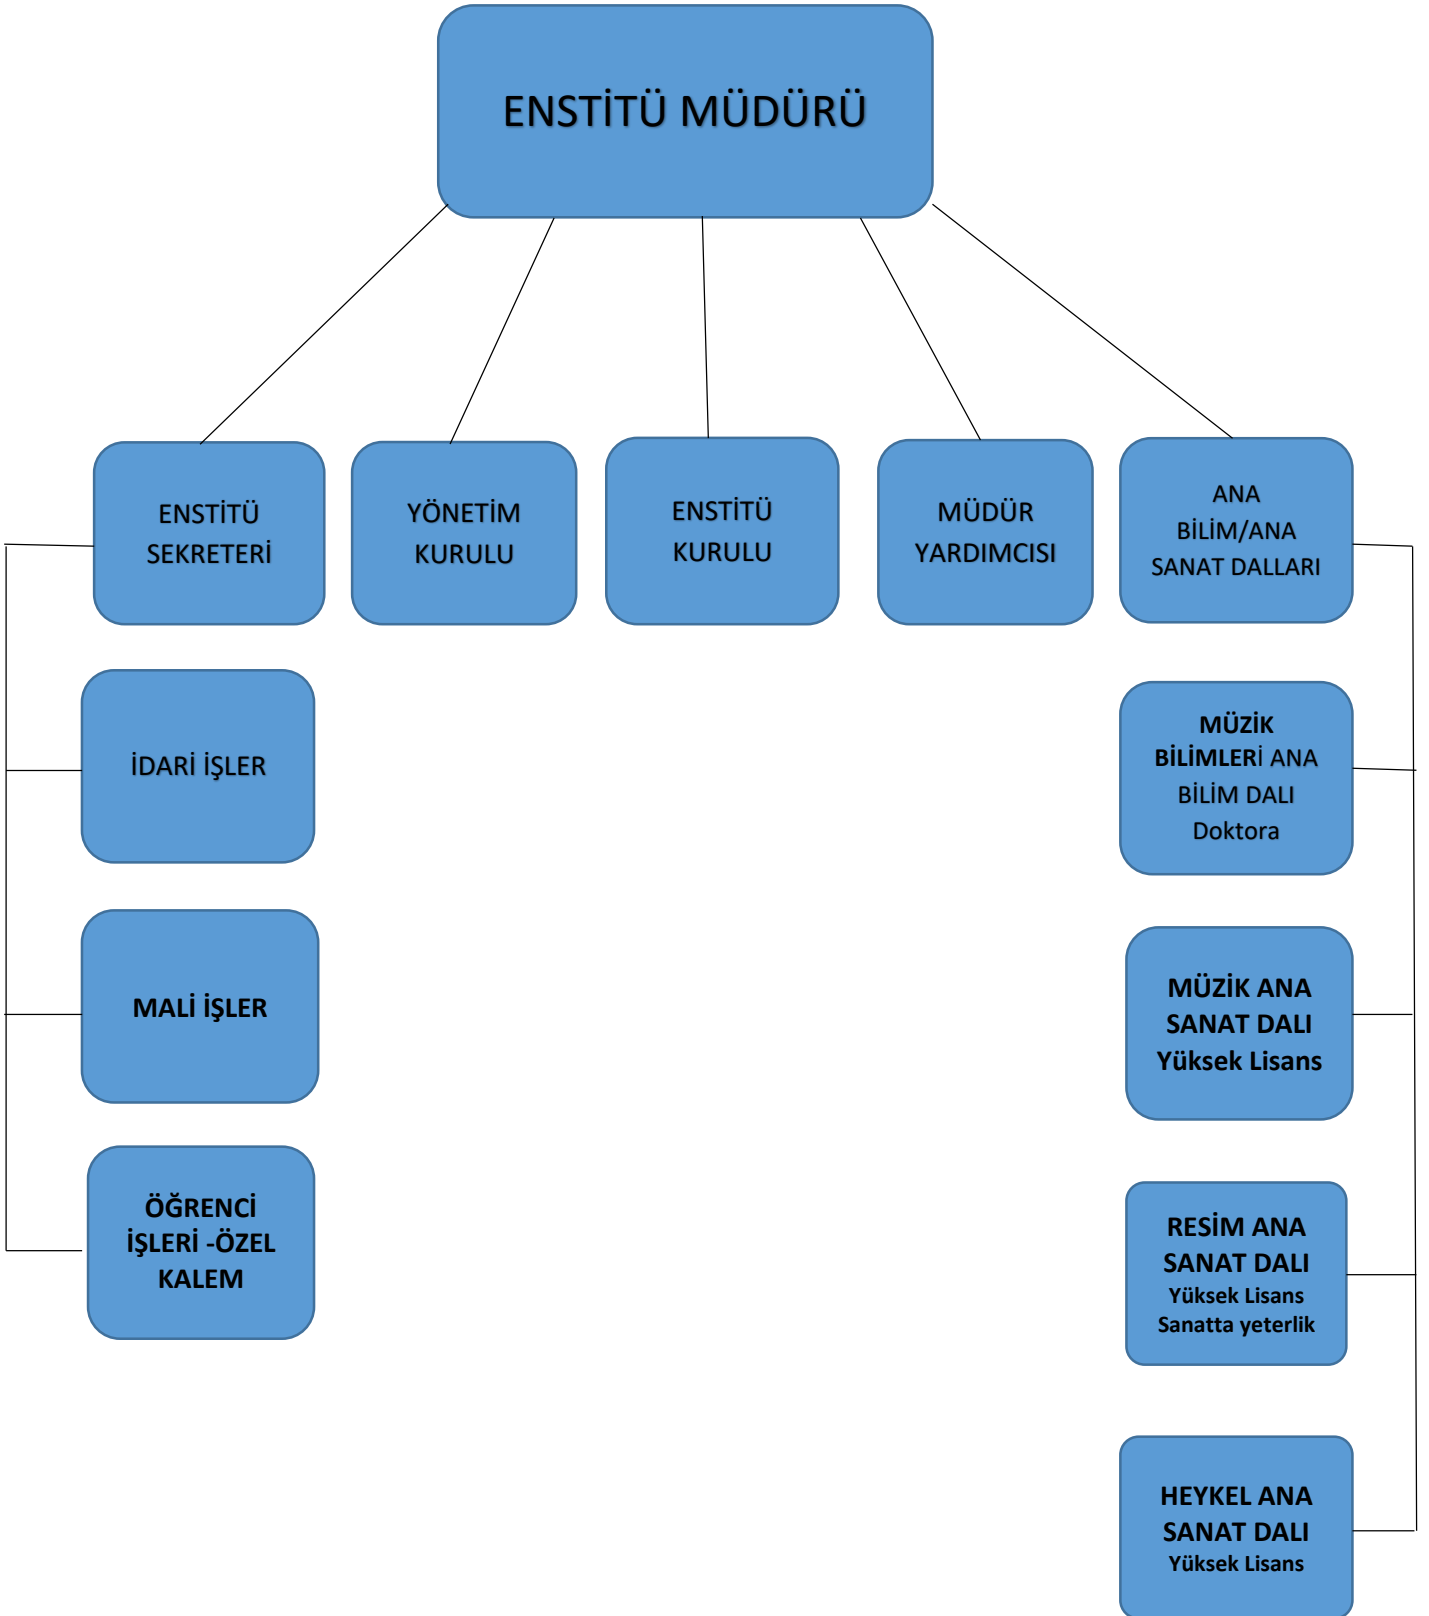 ENSTİTÜ MÜDÜRÜ
ENSTİTÜ
SEKRETERİ
YÖNETİM
KURULU
ENSTİTÜ
KURULU
MÜDÜR
YARDIMCISI
ANA
BİLİM/ANA
SANAT DALLARI
İDARİ İŞLER
MALİ İŞLER
ÖĞRENCİ
İŞLERİ -ÖZEL
KALEM
MÜZİK
BİLİMLERİ ANA
BİLİM DALI
Doktora
MÜZİK ANA
SANAT DALI
Yüksek Lisans
RESİM ANA
SANAT DALI
Yüksek Lisans
Sanatta yeterlik
HEYKEL ANA
SANAT DALI
Yüksek Lisans